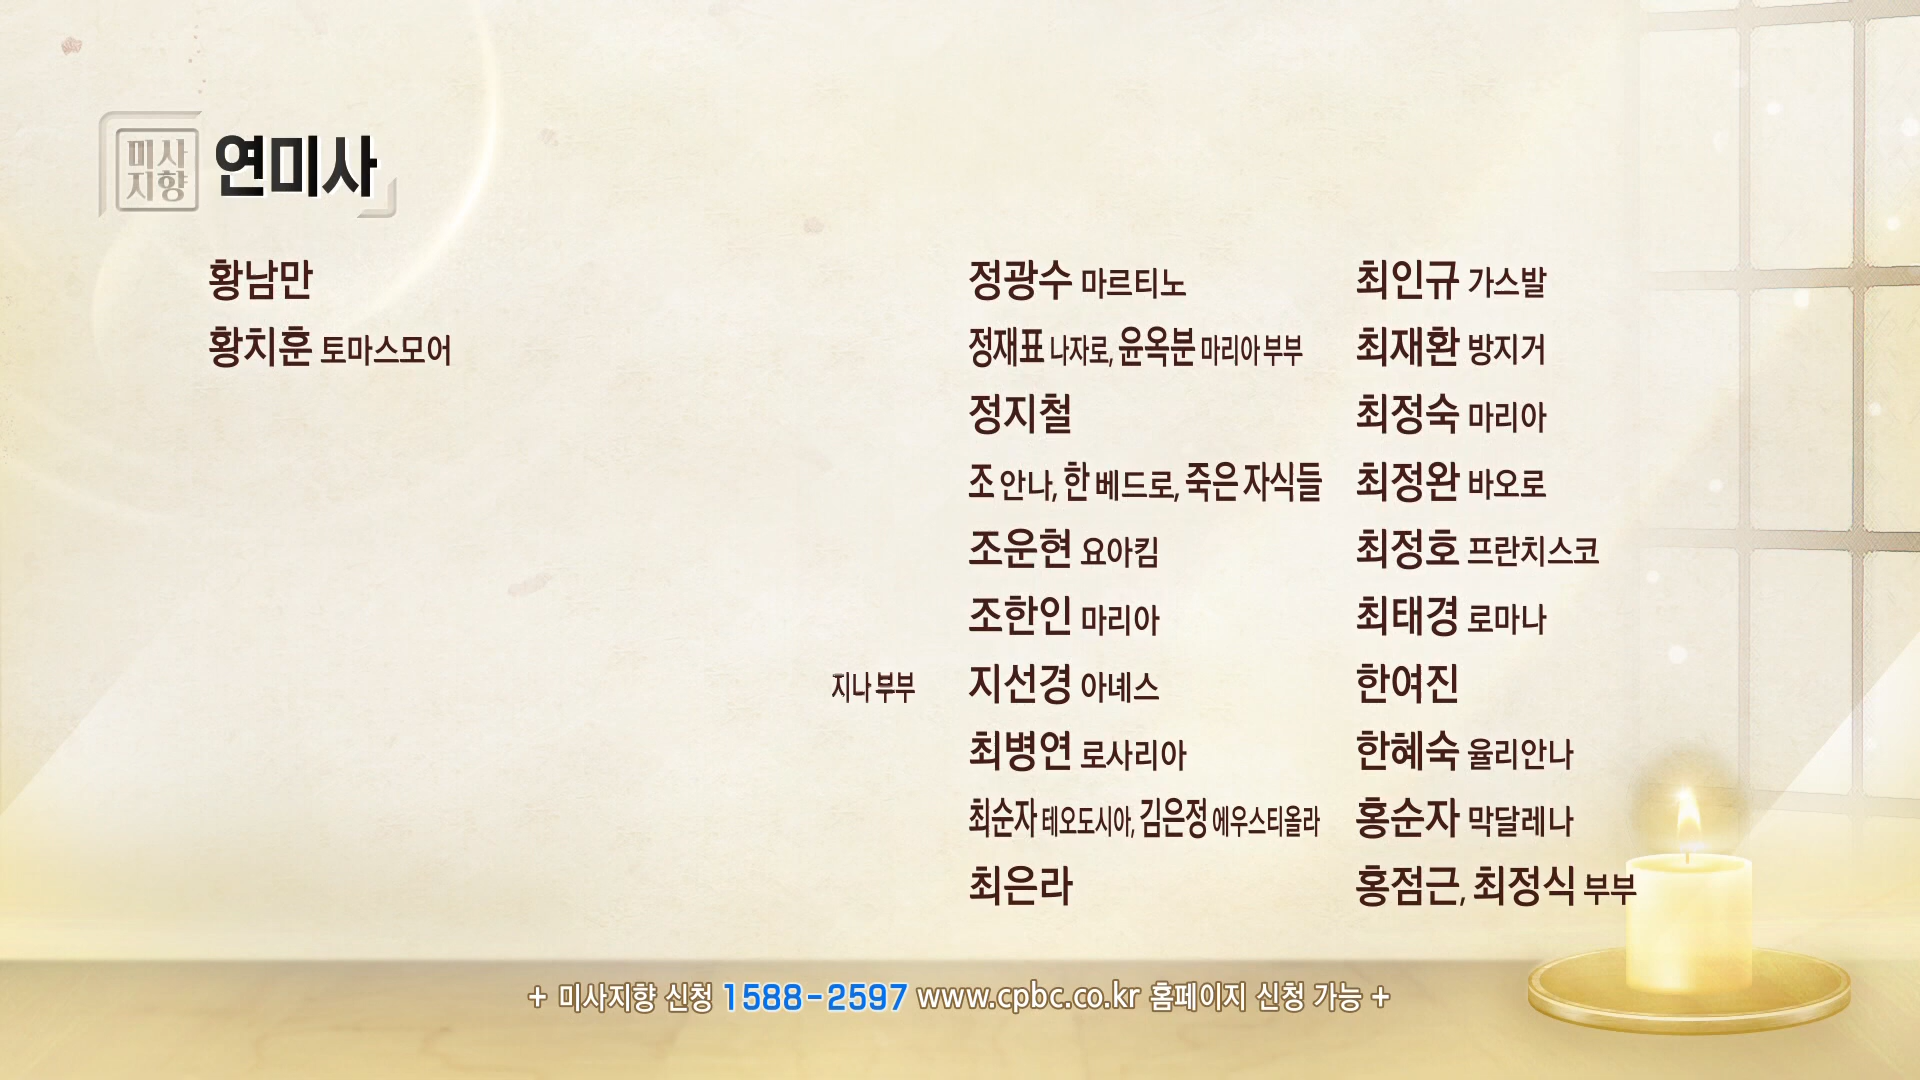 미사
지향
연미사
황남만
황치훈 토마스모어
지나 부부
정광수 마르티노
정재표 나자로, 윤옥분 마리아 부부
정지철
조 안나, 한 베드로, 죽은 자식들
조운현 요아킴
조한인 마리아
지선경 아녜스
최병연 로사리아
최순자 테오도시아, 김은정 에우스티올라
최은라
최인규 가스발
최재환 방지거
최정숙 마리아
최정완 바오로
최정호 프란치스코
최태경 로마나
한여진
한혜숙 율리안나
홍순자 막달레나
홍점근, 최정식 부부
+ 미사지향 신청 1588-2597 www.cpbc.co.kr 홈페이지 신청 가능 +